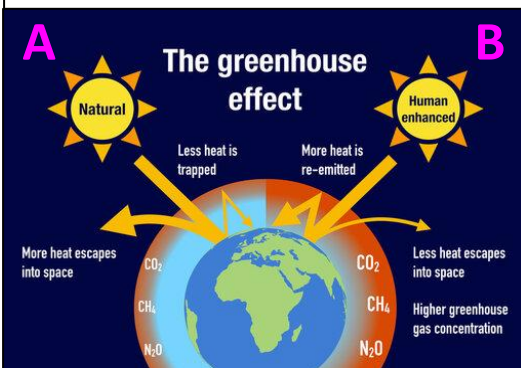 A
B
The greenhouse
effect
Natural
Human
enhanced
Less heat is
trapped
More heat is
re-emitted
More heat escapes
into space
Less heat escapes
into space
Higher greenhouse
gas concentration
CO₂
CH₄
N₂O
CO₂
CH₄
N₂O